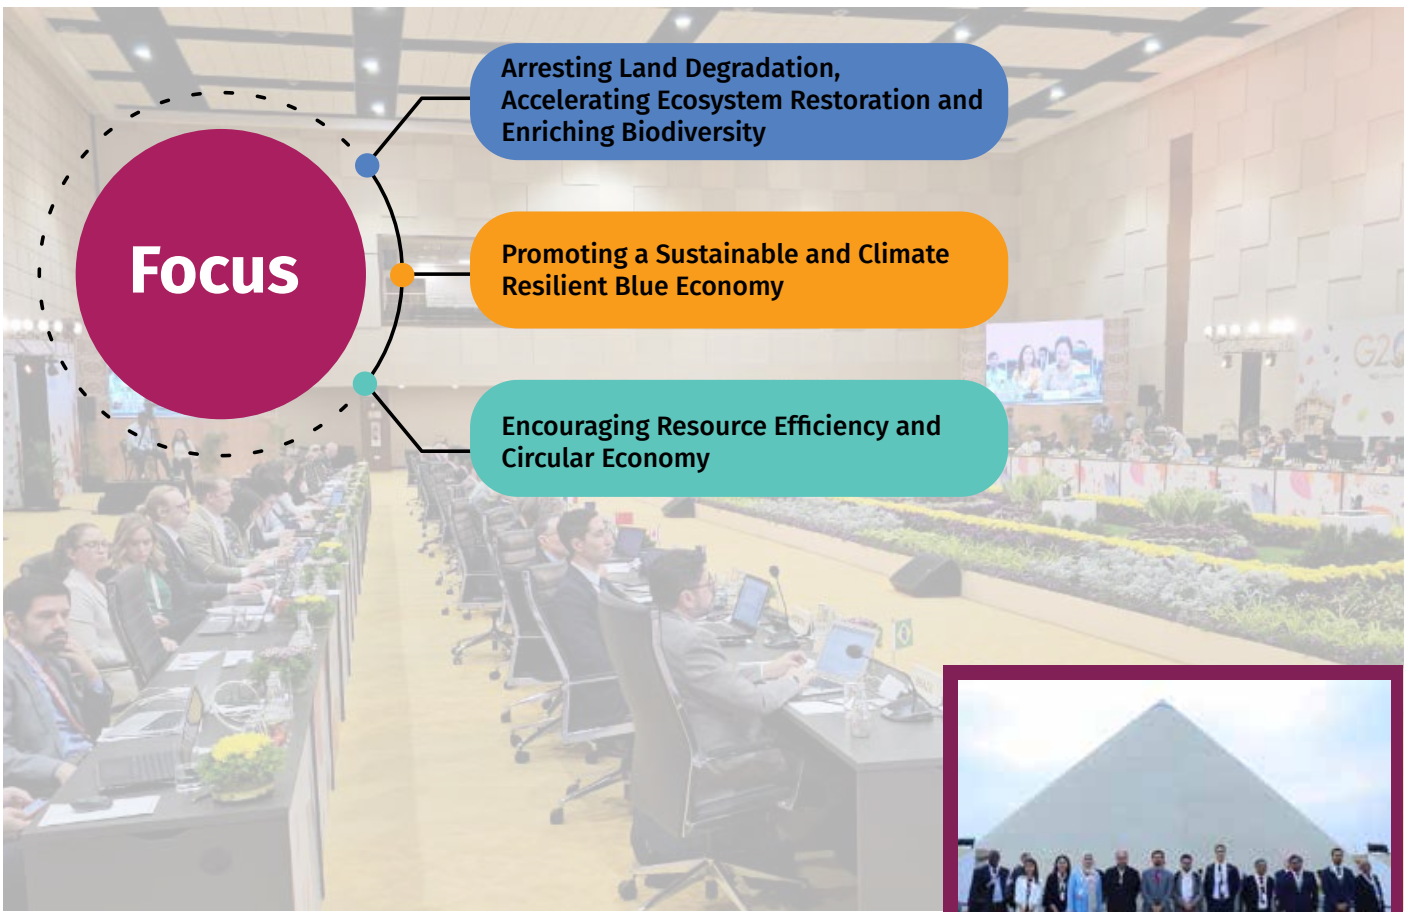 Focus
Arresting Land Degradation,
Accelerating Ecosystem Restoration and
Enriching Biodiversity
Promoting a Sustainable and Climate
Resilient Blue Economy
Encouraging Resource Efficiency and
Circular Economy
G20